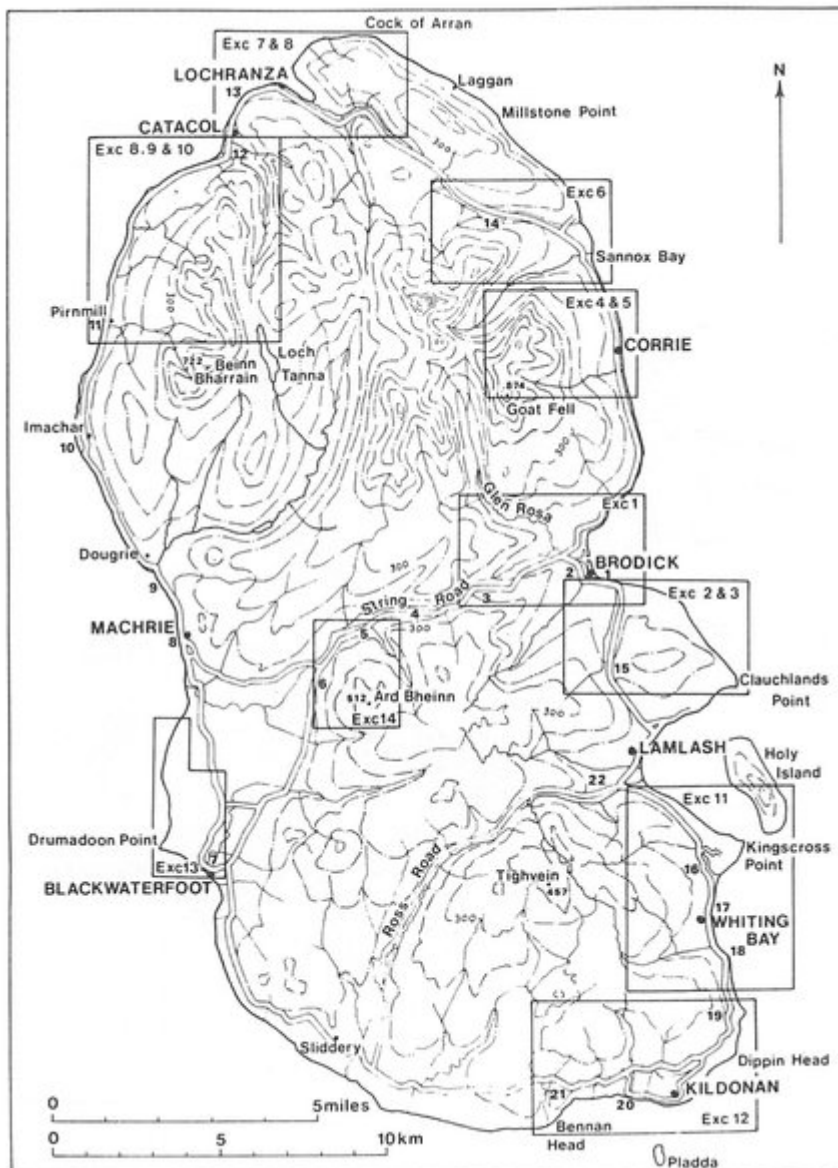 Cock of Arran
Exc 7 & 8
LOCHRANZA
13
Laggan
N
Millstone Point
CATACOL
Exc 8. 9 & 10
12
300
Exc 6
14
Sannox Bay
Exc 4 & 5
300
Pirnmill
11
CORRIE
722
Beinn
Bharrain
Loch
Tanna
874
Goat Fell
Imachar
10
300
Glen Rosa
Exc 1
Dougrie
300
BRODICK
2
1
9
String Road
3
4
Exc 2 & 3
MACHRIE
8
5
300
15
6
512
Ard Bheinn
Exc14
Clauchlands
Point
300
LAMLASH
Holy
Island
22
Exc 11
Drumadoon Point
7
Exc13
BLACKWATERFOOT
Kingscross
Point
Ross Road
Tighvein
457
16
300
17
WHITING
BAY
18
19
Sliddery
Dippin Head
KILDONAN
21
20
Exc 12
Bennan
Head
Pladda
0
5miles
0
5
10km